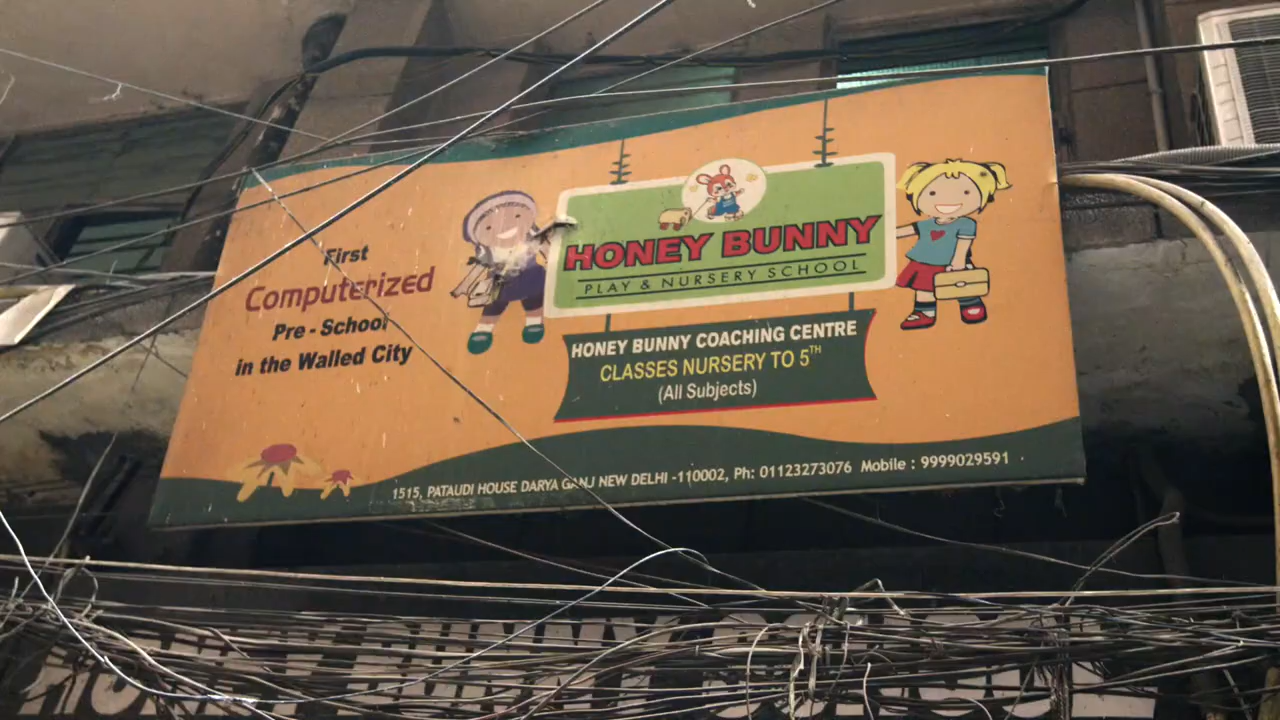 First
Computerized
Pre - School
in the Walled City
HONEY BUNNY
PLAY & NURSERY SCHOOL
HONEY BUNNY COACHING CENTRE
CLASSES NURSERY TO 5TH
(All Subjects)
1515, PATAUDI HOUSE DARYA GANJ NEW DELHI -110002, Ph: 01123273076 Mobile : 9999029591